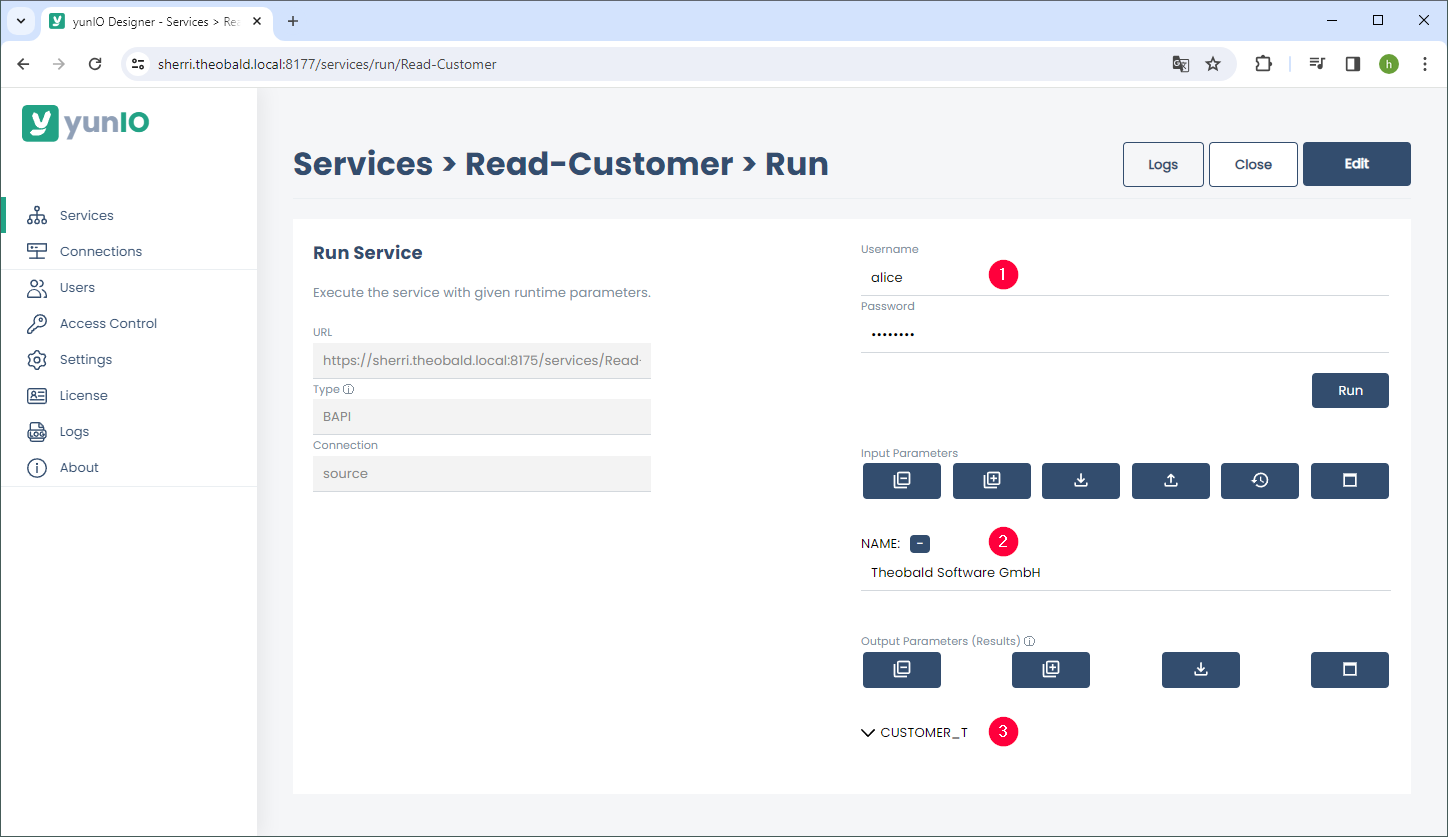 yunIO Designer - Services > Rea
sherri.theobald.local:8177/services/run/Read-Customer
h
yunIO
Services > Read-Customer > Run
Logs
Close
Edit
Services
Connections
Users
Access Control
Settings
License
Logs
About
Run Service
Execute the service with given runtime parameters.
URL
https://sherri.theobald.local:8175/services/Read-
Type
BAPI
Connection
source
Username
alice
1
Password
••••••••
Run
Input Parameters
NAME: -
2
Theobald Software GmbH
Output Parameters (Results)
CUSTOMER_T
3